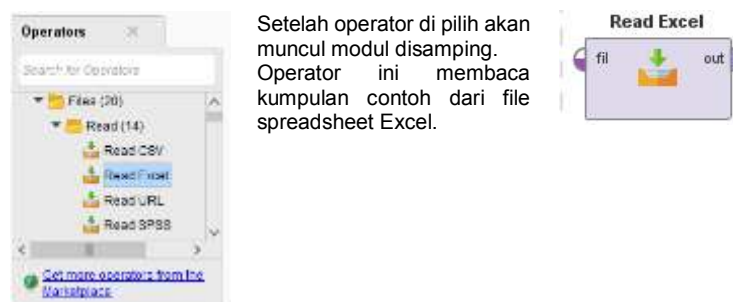 Operators
Search for Operators
Files (20)
Read (14)
Read CSV
Read Excel
Read URL
Read SPSS
Get more operators from the
Marketplace
Setelah operator di pilih akan
muncul modul disamping.
Operator ini membaca
kumpulan contoh dari file
spreadsheet Excel.
Read Excel
fil
out